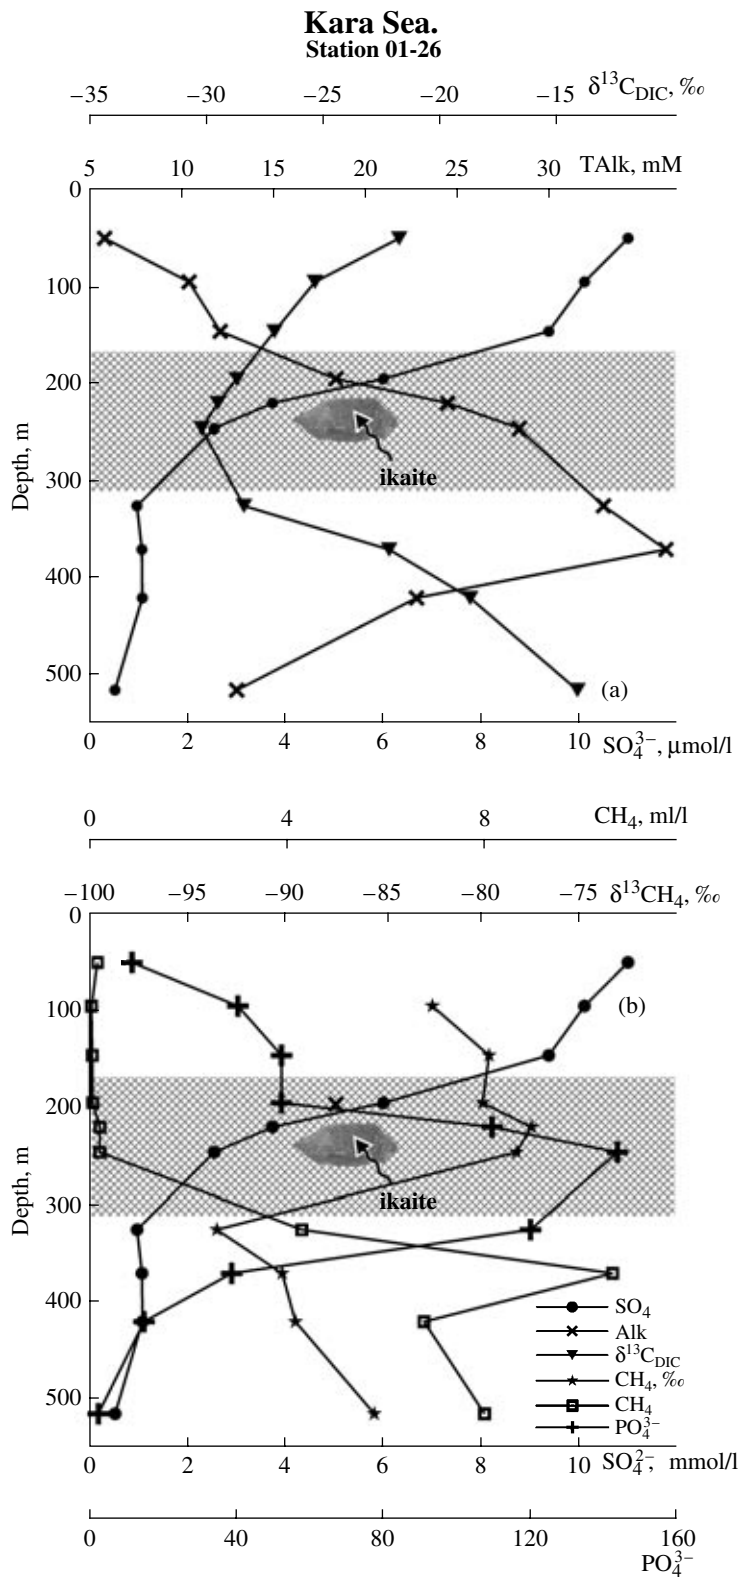 Kara Sea.
Station 01-26
−35 −30 −25 −20 −15 δ¹³C_DIC, ‰
5 10 15 20 25 30 TAlk, mM
0
100
200
300
400
500
Depth, m
ikaite
(a)
0 2 4 6 8 10 SO₄³⁻, μmol/l
0 4 8 CH₄, ml/l
−100 −95 −90 −85 −80 −75 δ¹³CH₄, ‰
0
100
200
300
400
500
Depth, m
(b)
ikaite
SO₄
Alk
δ¹³C_DIC
CH₄, ‰
CH₄
PO₄³⁻
0 2 4 6 8 10 SO₄²⁻, mmol/l
0 40 80 120 160
PO₄³⁻